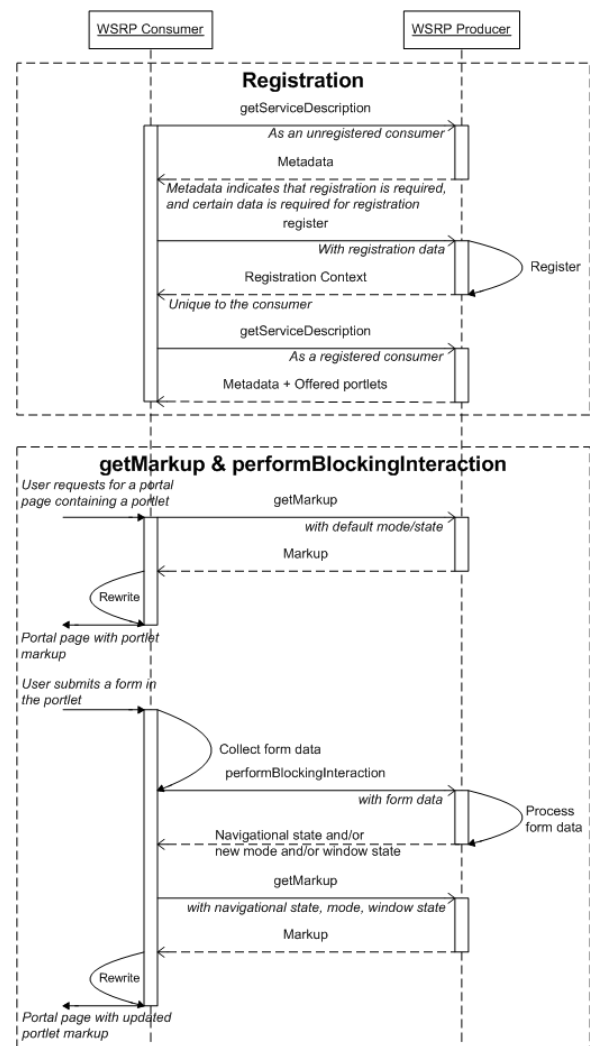 WSRP Consumer
WSRP Producer
Registration
getServiceDescription
As an unregistered consumer
Metadata
Metadata indicates that registration is required,
and certain data is required for registration
register
With registration data
Register
Registration Context
Unique to the consumer
getServiceDescription
As a registered consumer
Metadata + Offered portlets
getMarkup & performBlockingInteraction
User requests for a portal
page containing a portlet
getMarkup
with default mode/state
Markup
Rewrite
Portal page with portlet
markup
User submits a form in
the portlet
Collect form data
performBlockingInteraction
with form data
Process
form data
Navigational state and/or
new mode and/or window state
getMarkup
with navigational state, mode, window state
Markup
Rewrite
Portal page with updated
portlet markup